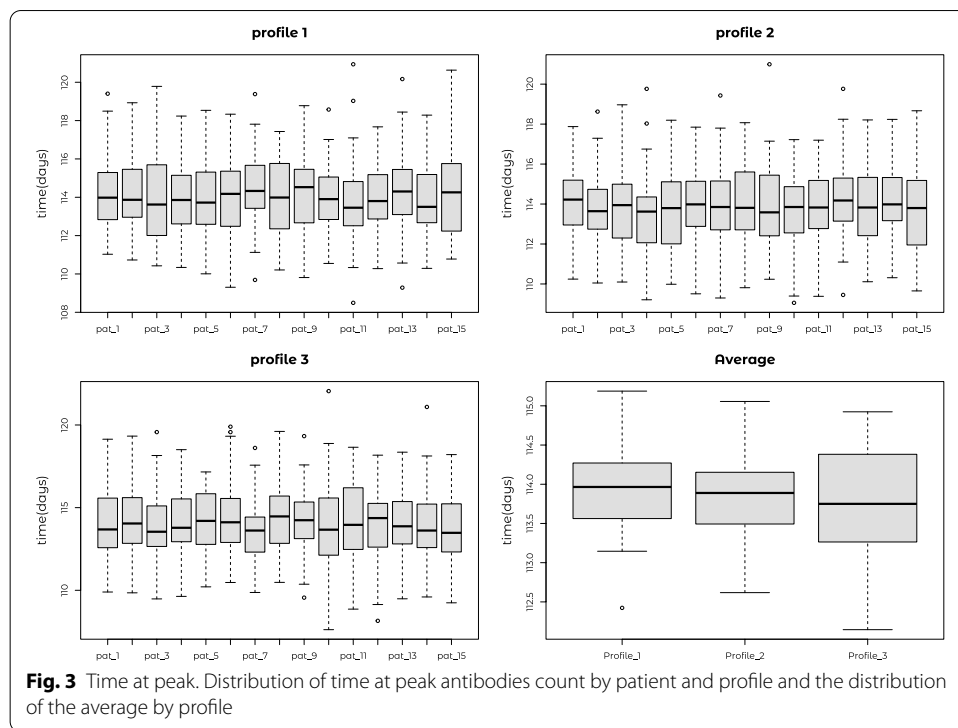 profile 1
time(days)
108
110
112
114
116
118
120
pat_1
pat_3
pat_5
pat_7
pat_9
pat_11
pat_13
pat_15
profile 2
time(days)
110
112
114
116
118
120
pat_1
pat_3
pat_5
pat_7
pat_9
pat_11
pat_13
pat_15
profile 3
time(days)
110
115
120
pat_1
pat_3
pat_5
pat_7
pat_9
pat_11
pat_13
pat_15
Average
time(days)
112.5
113.0
113.5
114.0
114.5
115.0
Profile_1
Profile_2
Profile_3
Fig. 3 Time at peak. Distribution of time at peak antibodies count by patient and profile and the distribution
of the average by profile